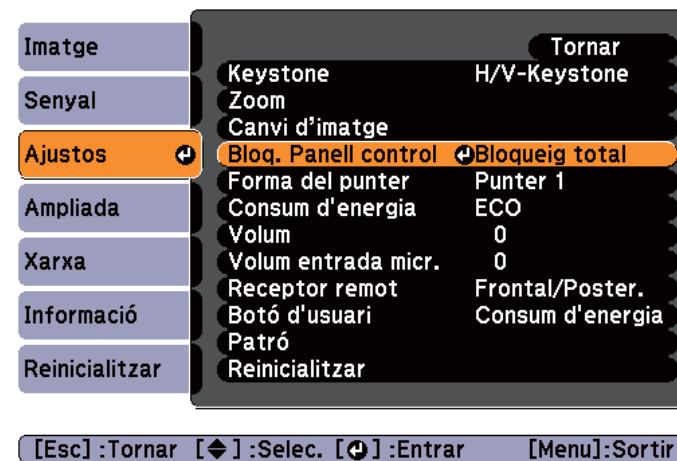 Imatge
Senyal
Ajustos
Ampliada
Xarxa
Informació
Reinicialitzar
Tornar
Keystone H/V-Keystone
Zoom
Canvi d'imatge
Bloq. Panell control Bloqueig total
Forma del punter Punter 1
Consum d'energia ECO
Volum 0
Volum entrada micr. 0
Receptor remot Frontal/Poster.
Botó d'usuari Consum d'energia
Patró
Reinicialitzar
[Esc] :Tornar [◆] :Selec. [⏎] :Entrar [Menu]:Sortir